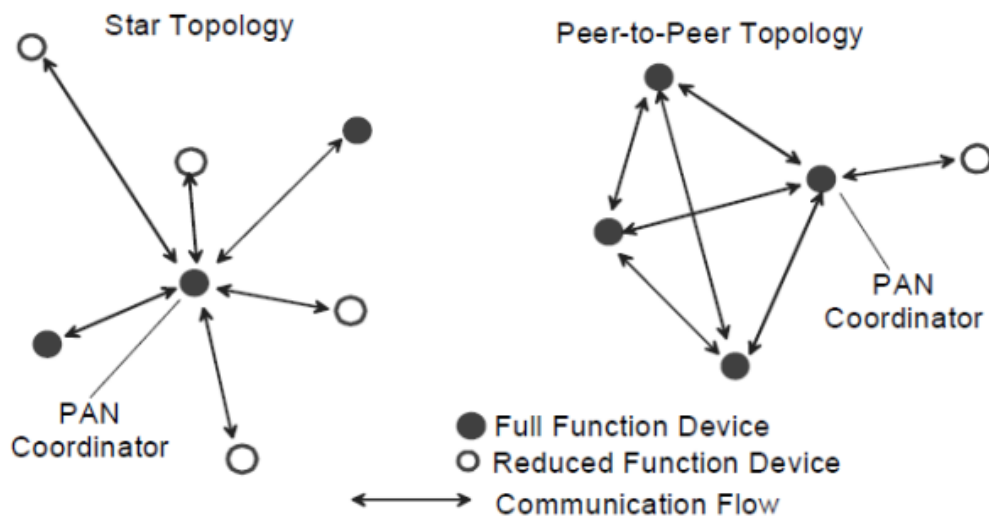 Star Topology
Peer-to-Peer Topology
PAN
Coordinator
PAN
Coordinator
Full Function Device
Reduced Function Device
Communication Flow